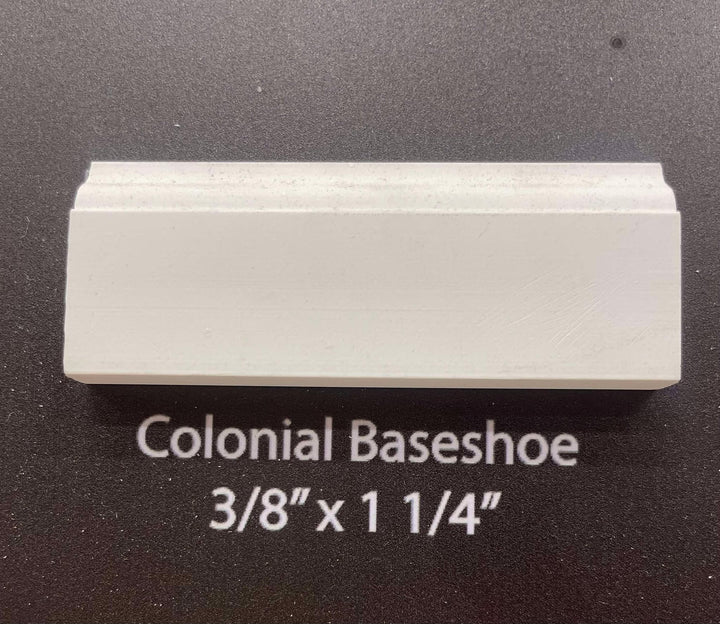 Colonial Baseshoe
3/8” x 1 1/4”